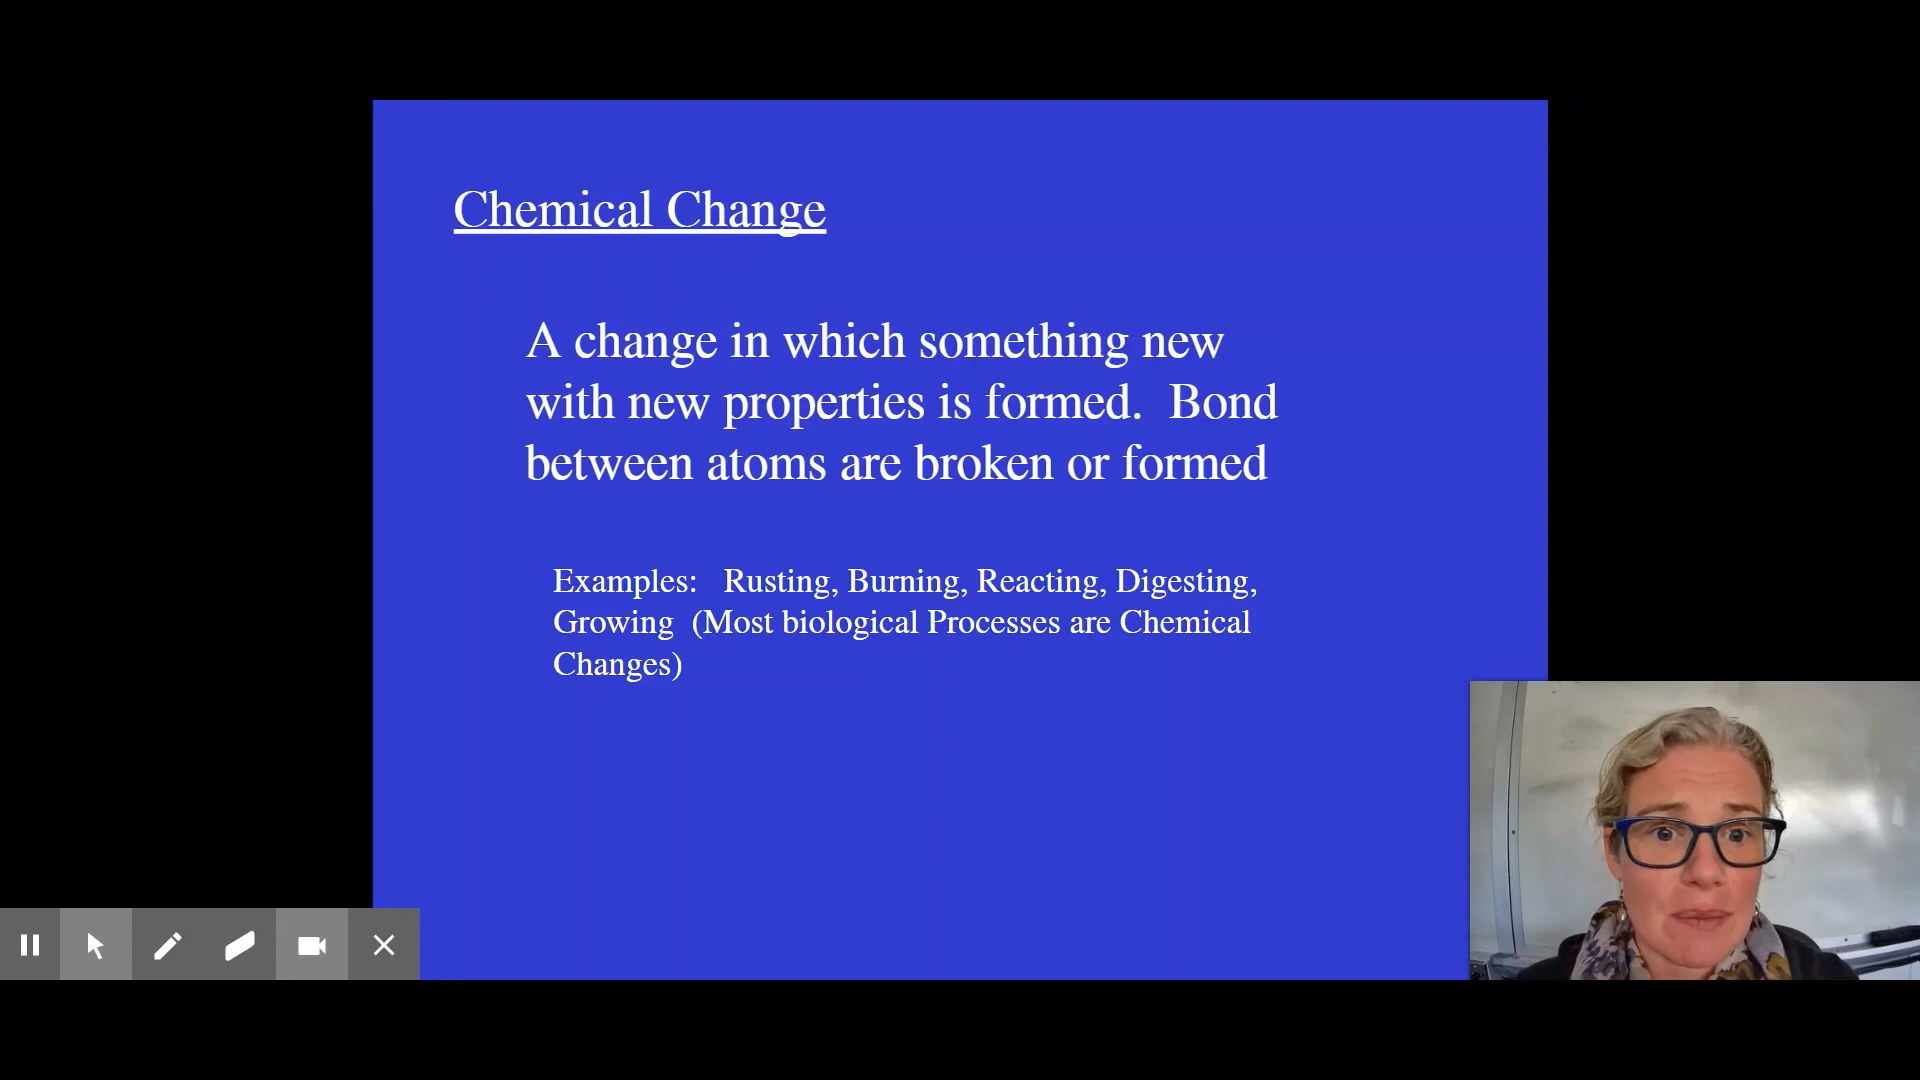 Chemical Change
A change in which something new
with new properties is formed.  Bond
between atoms are broken or formed
Examples:   Rusting, Burning, Reacting, Digesting,
Growing  (Most biological Processes are Chemical
Changes)